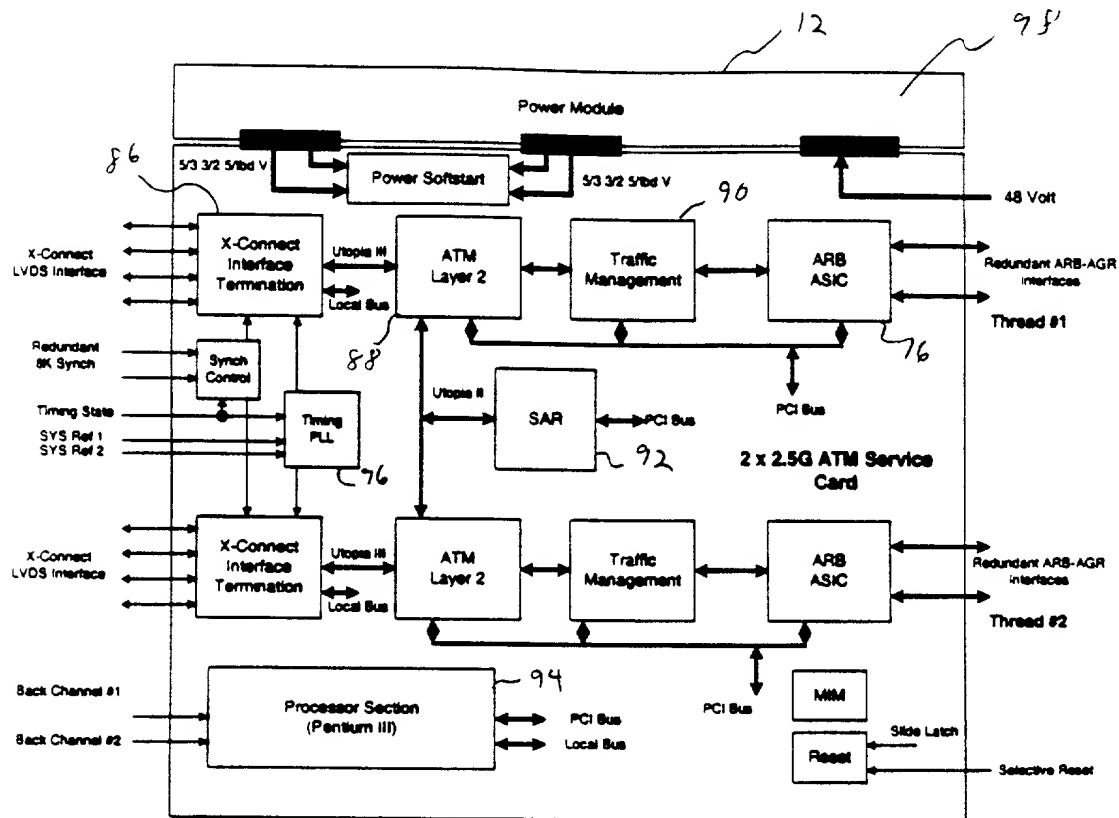 12
98'
Power Module
86
5/3 3/2 5/tbd V
Power Softstart
5/3 3/2 5/tbd V
90
48 Volt
X-Connect
LVDS Interface
X-Connect
Interface
Termination
Utopia III
Local Bus
ATM
Layer 2
Traffic
Management
ARB
ASIC
Redundant ARB-AGR
Interfaces
Thread #1
88
76
Redundant
8K Synch
Synch
Control
PCI Bus
Timing State
SYS Ref 1
SYS Ref 2
Timing
PLL
96
Utopia II
SAR
PCI Bus
92
2 x 2.5G ATM Service
Card
X-Connect
LVDS Interface
X-Connect
Interface
Termination
Utopia III
Local Bus
ATM
Layer 2
Traffic
Management
ARB
ASIC
Redundant ARB-AGR
Interfaces
Thread #2
94
Back Channel #1
Back Channel #2
Processor Section
(Pentium III)
PCI Bus
Local Bus
PCI Bus
MIM
Reset
Slide Latch
Selective Reset